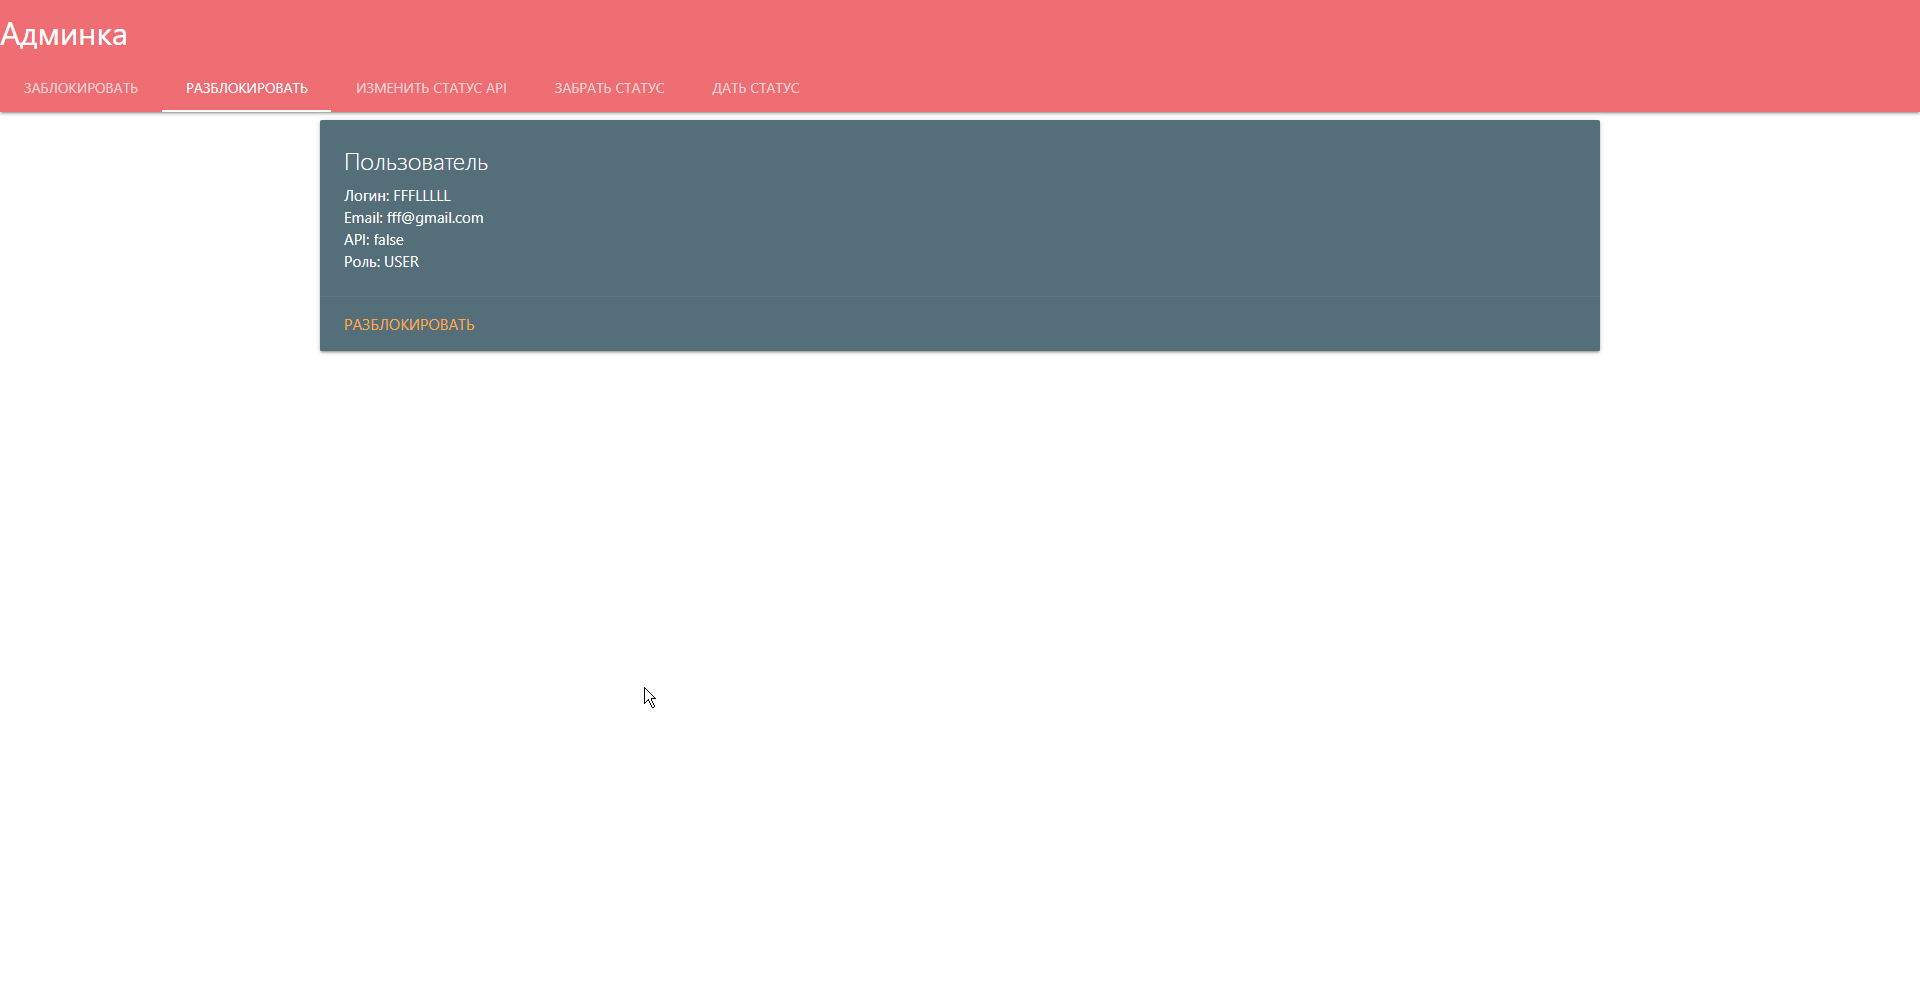 Админка
ЗАБЛОКИРОВАТЬ РАЗБЛОКИРОВАТЬ ИЗМЕНИТЬ СТАТУС API ЗАБРАТЬ СТАТУС ДАТЬ СТАТУС
Пользователь
Логин: FFFLLLLL
Email: fff@gmail.com
API: false
Роль: USER
РАЗБЛОКИРОВАТЬ